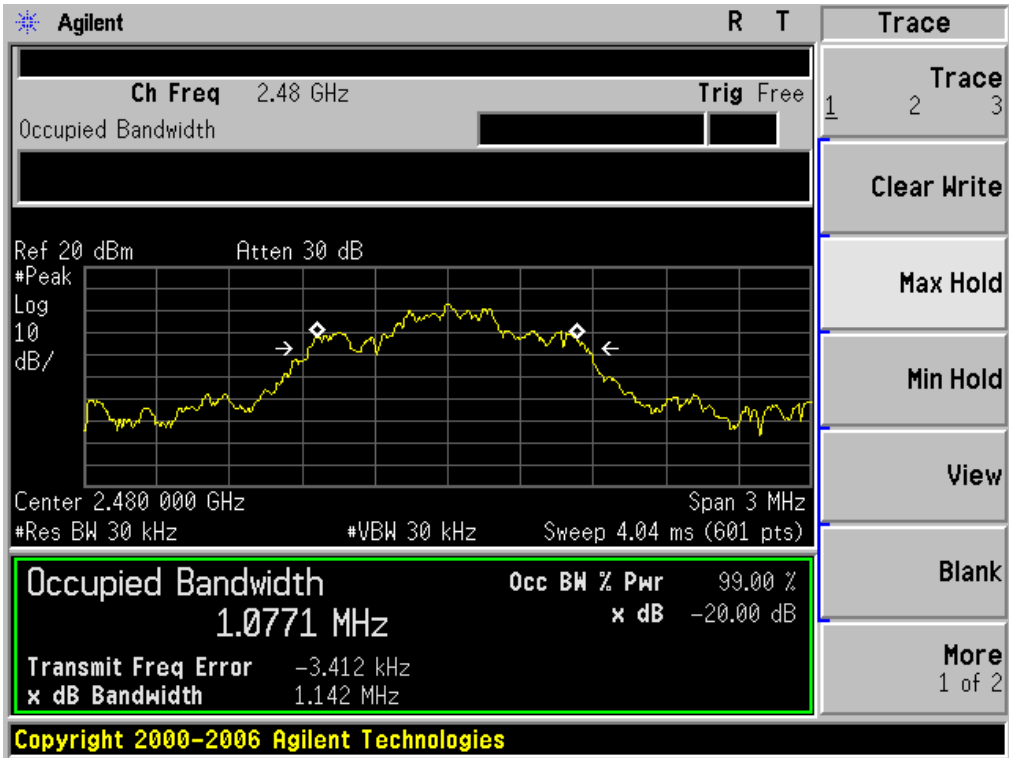 Agilent R T Trace
Ch Freq 2.48 GHz Trig Free
Occupied Bandwidth
Trace
1 2 3
Clear Write
Max Hold
Min Hold
View
Blank
More
1 of 2
Ref 20 dBm Atten 30 dB
#Peak
Log
10
dB/
Center 2.480 000 GHz Span 3 MHz
#Res BW 30 kHz #VBW 30 kHz Sweep 4.04 ms (601 pts)
Occupied Bandwidth Occ BW % Pwr 99.00 %
1.0771 MHz x dB -20.00 dB
Transmit Freq Error -3.412 kHz
x dB Bandwidth 1.142 MHz
Copyright 2000-2006 Agilent Technologies